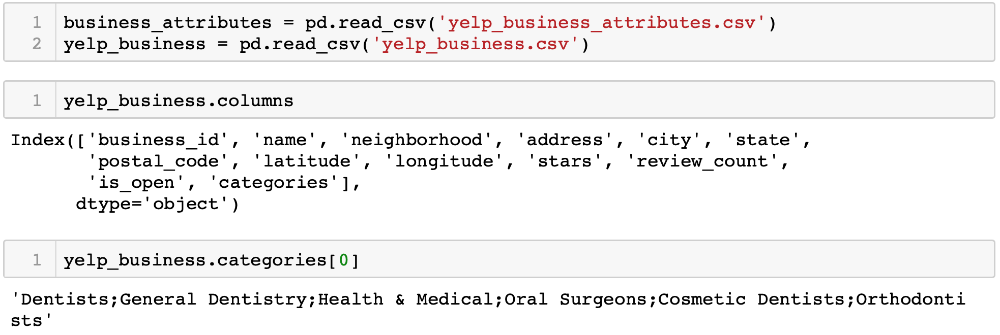 1 business_attributes = pd.read_csv('yelp_business_attributes.csv')
2 yelp_business = pd.read_csv('yelp_business.csv')
1 yelp_business.columns
Index(['business_id', 'name', 'neighborhood', 'address', 'city', 'state',
'postal_code', 'latitude', 'longitude', 'stars', 'review_count',
'is_open', 'categories'],
dtype='object')
1 yelp_business.categories[0]
'Dentists;General Dentistry;Health & Medical;Oral Surgeons;Cosmetic Dentists;Orthodonti
sts'